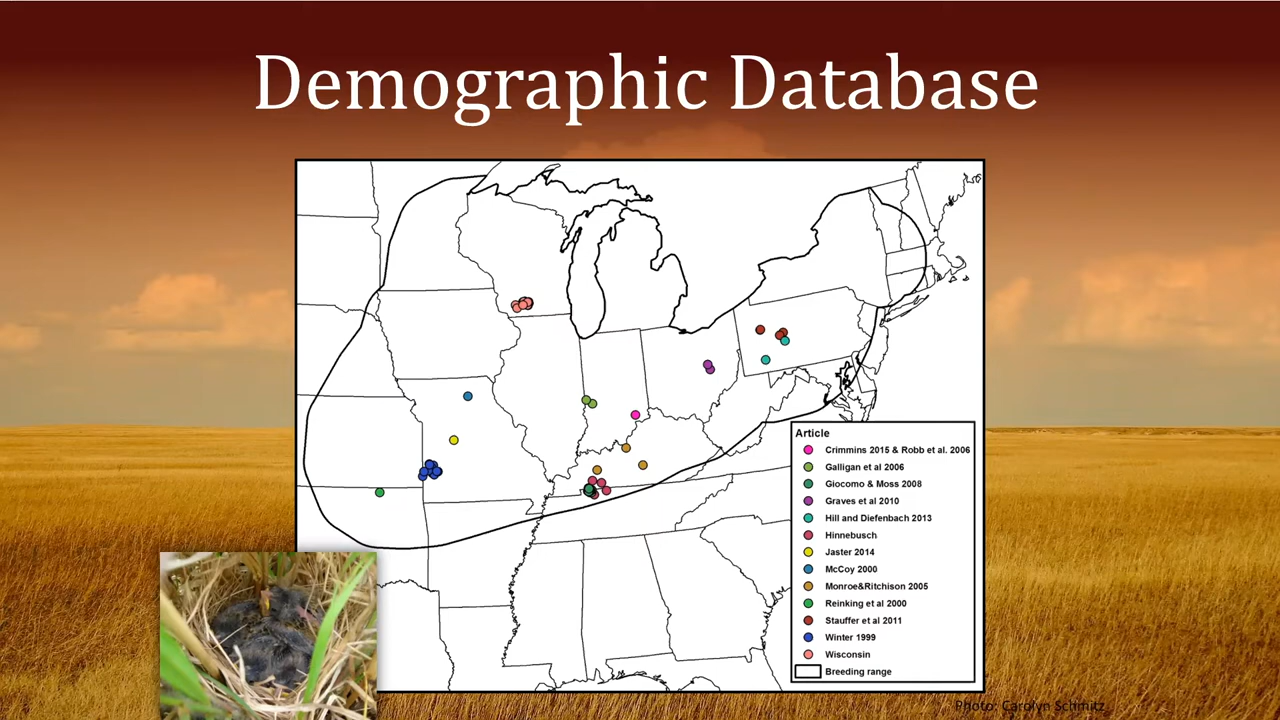 Demographic Database
Article
Crimmins 2015 & Robb et al. 2006
Galligan et al 2006
Giocomo & Moss 2008
Graves et al 2010
Hill and Diefenbach 2013
Hinnebusch
Jaster 2014
McCoy 2000
Monroe&Ritchison 2005
Reinking et al 2000
Stauffer et al 2011
Winter 1999
Wisconsin
Breeding range
Photo: Carolyn Schmitz